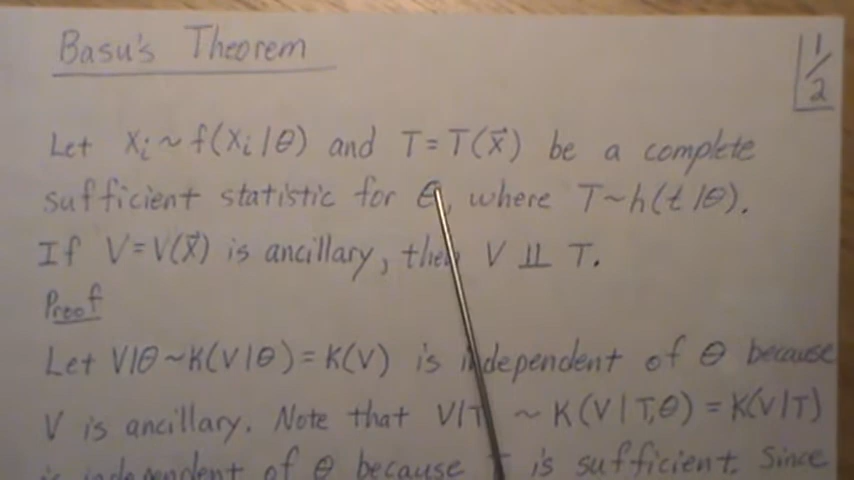 Basu's Theorem
1/2
Let Xi ~ f(Xi|θ) and T = T(x⃗) be a complete
sufficient statistic for θ, where T~h(t|θ).
If V = V(x⃗) is ancillary, then V ⫫ T.
Proof
Let V|θ ~ K(V|θ) = K(V) is independent of θ because
V is ancillary. Note that V|T ~ K(V|T,θ) = K(V|T)
is independent of θ because is sufficient. Since